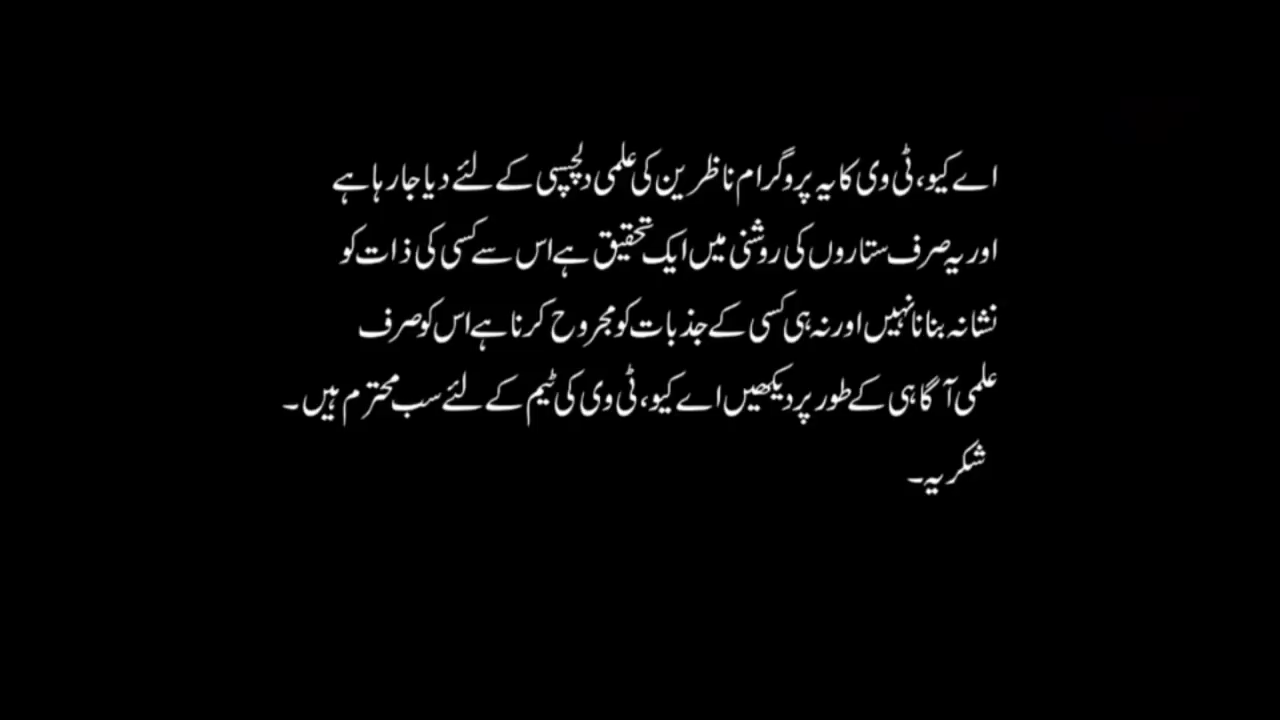 اے کیو، ٹی وی کا یہ پروگرام ناظرین کی علمی دلچسپی کے لئے دیا جا رہا ہے
اور یہ صرف ستاروں کی روشنی میں ایک تحقیق ہے اس سے کسی کی ذات کو
نشانہ بنانا نہیں اور نہ ہی کسی کے جذبات کو مجروح کرنا ہے اس کو صرف
علمی آگاہی کے طور پر دیکھیں اے کیو، ٹی وی کی ٹیم کے لئے سب محترم ہیں۔
شکریہ۔